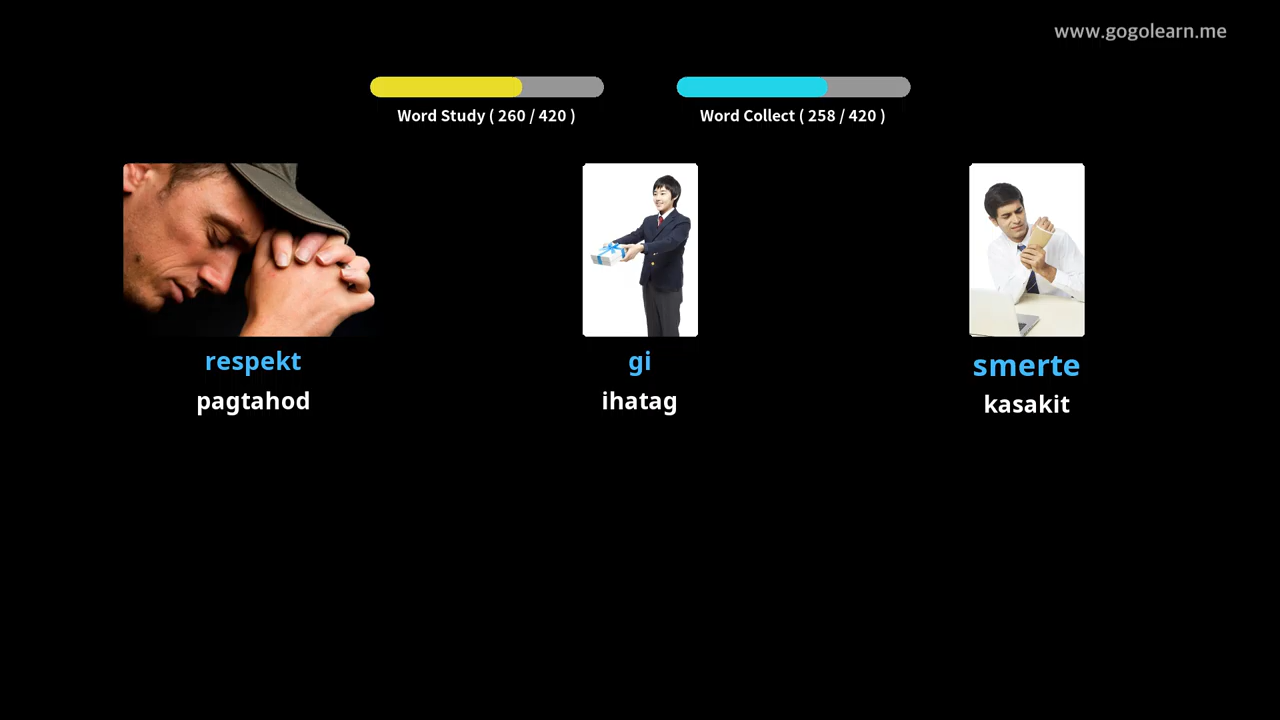 www.gogolearn.me
Word Study ( 260 / 420 )
Word Collect ( 258 / 420 )
respekt
pagtahod
gi
ihatag
smerte
kasakit